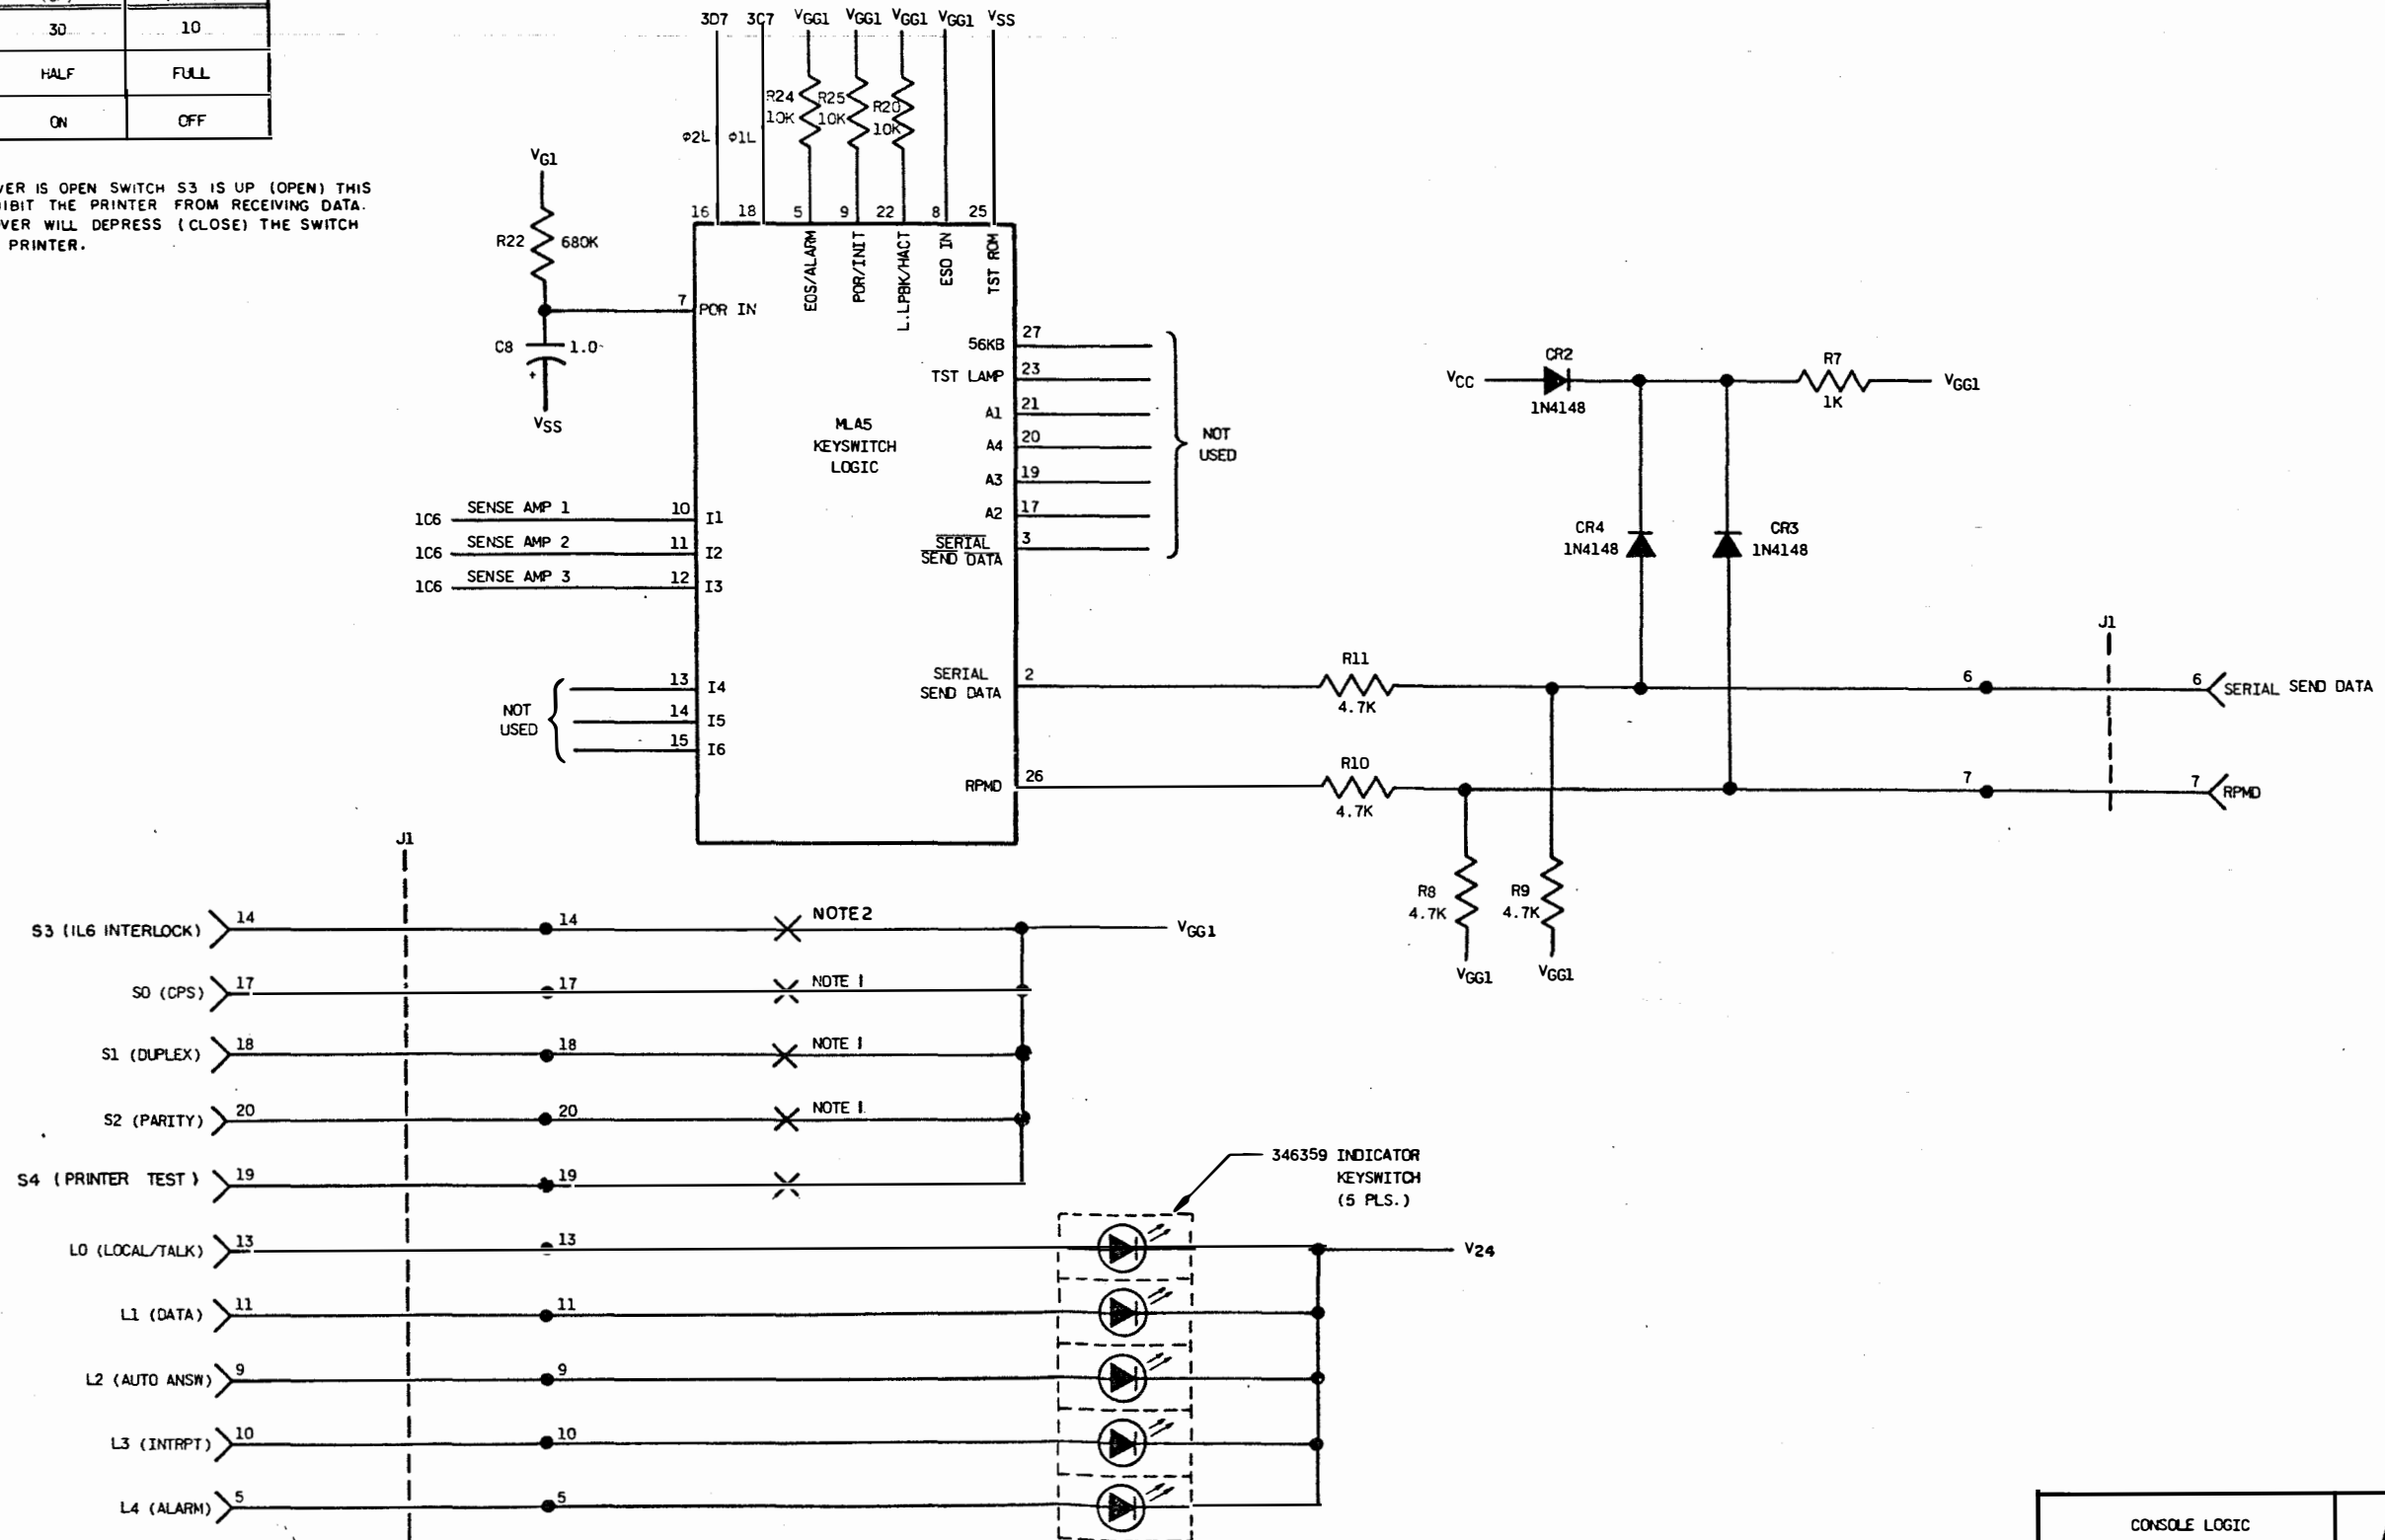 30 10
HALF FULL
ON OFF
VER IS OPEN SWITCH S3 IS UP (OPEN) THIS
IBIT THE PRINTER FROM RECEIVING DATA.
VER WILL DEPRESS (CLOSE) THE SWITCH
PRINTER.
3D7 3C7 VGG1 VGG1 VGG1 VGG1 VSS
R24 10K
R25 10K
R20 10K
φ2L φ1L
16 18 5 9 22 8 25
EOS/ALARM
POR/INIT
L.LPBK/HACT
ESO IN
TST ROM
VG1
R22 680K
C8 1.0
+
VSS
7 POR IN
MLA5
KEYSWITCH
LOGIC
1C6 SENSE AMP 1 10 I1
1C6 SENSE AMP 2 11 I2
1C6 SENSE AMP 3 12 I3
NOT
USED
13 I4
14 I5
15 I6
56KB 27
TST LAMP 23
A1 21
A4 20
A3 19
A2 17
SERIAL
SEND DATA 3
NOT
USED
SERIAL
SEND DATA 2
RPMD 26
VCC
CR2
1N4148
R7
1K
VGG1
CR4
1N4148
CR3
1N4148
R11
4.7K
R10
4.7K
R8
4.7K
R9
4.7K
VGG1 VGG1
J1
6 6 SERIAL SEND DATA
7 7 RPMD
J1
S3 (IL6 INTERLOCK) 14 14 NOTE 2 VGG1
S0 (CPS) 17 17 NOTE 1
S1 (DUPLEX) 18 18 NOTE 1
S2 (PARITY) 20 20 NOTE 1
S4 (PRINTER TEST) 19 19
346359 INDICATOR
KEYSWITCH
(5 PLS.)
L0 (LOCAL/TALK) 13 13 V24
L1 (DATA) 11 11
L2 (AUTO ANSW) 9 9
L3 (INTRPT) 10 10
L4 (ALARM) 5 5
CONSOLE LOGIC